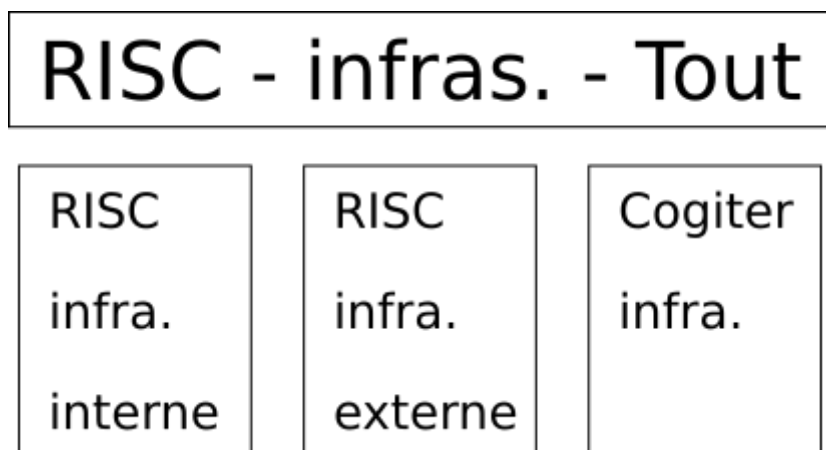 RISC - infras. - Tout
RISC
infra.
interne
RISC
infra.
externe
Cogiter
infra.